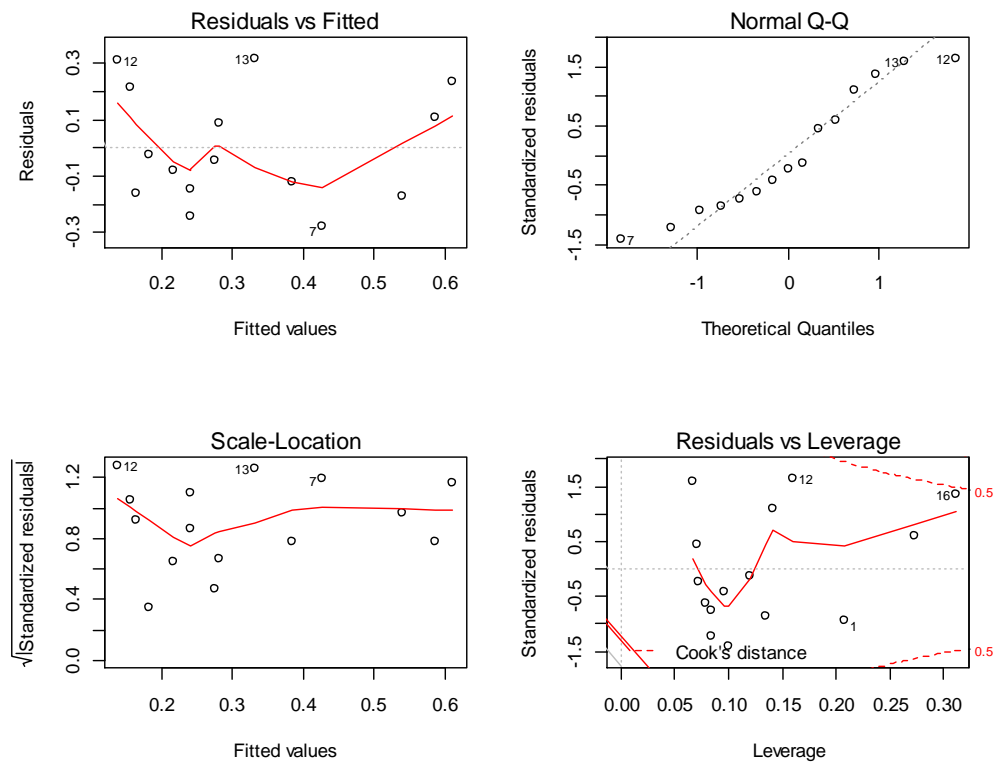 Residuals vs Fitted
Residuals
0.3
0.1
-0.1
-0.3
12
13
7
0.2 0.3 0.4 0.5 0.6
Fitted values
Normal Q-Q
Standardized residuals
1.5
0.5
-0.5
-1.5
13
12
7
-1 0 1
Theoretical Quantiles
Scale-Location
√|Standardized residuals|
1.2
0.8
0.4
0.0
12
13
7
0.2 0.3 0.4 0.5 0.6
Fitted values
Residuals vs Leverage
Standardized residuals
1.5
0.5
-0.5
-1.5
12
16
0.5
1
Cook's distance
0.5
0.00 0.05 0.10 0.15 0.20 0.25 0.30
Leverage